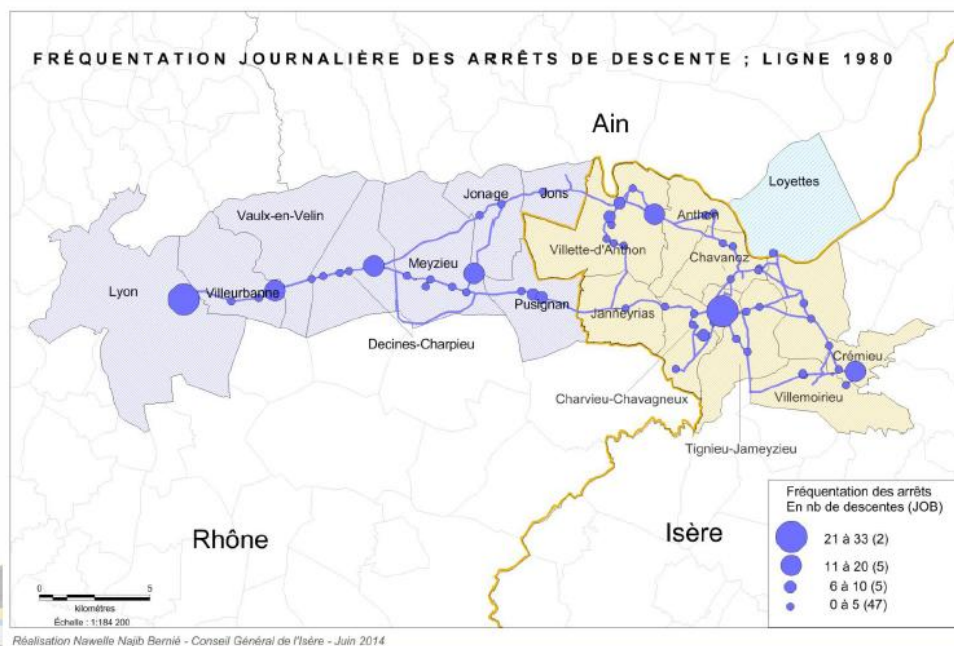 FRÉQUENTATION JOURNALIÈRE DES ARRÊTS DE DESCENTE ; LIGNE 1980
Ain
Loyettes
Jonage
Jons
Vaulx-en-Velin
Anthon
Villette-d'Anthon
Chavanoz
Meyzieu
Lyon
Villeurbanne
Pusignan
Janneyrias
Decines-Charpieu
Crémieu
Charvieu-Chavagneux
Villemoirieu
Tignieu-Jameyzieu
Rhône
Isère
Fréquentation des arrêts
En nb de descentes (JOB)
21 à 33 (2)
11 à 20 (5)
6 à 10 (5)
0 à 5 (47)
0 5
kilomètres
Échelle : 1:184 200
Réalisation Nawelle Najib Bernié - Conseil Général de l'Isère - Juin 2014